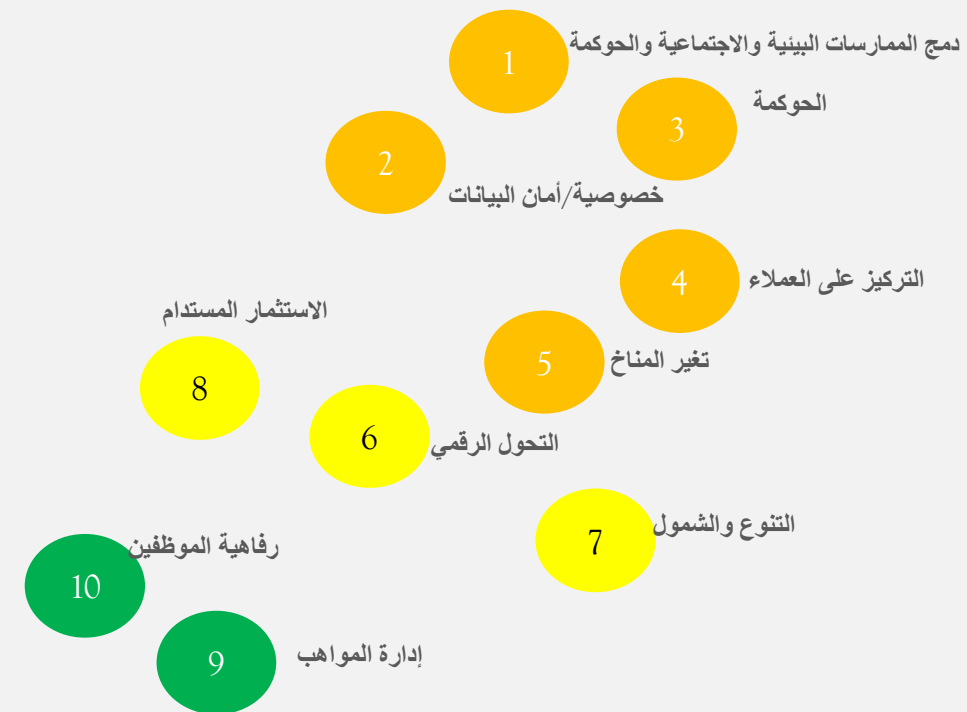 دمج الممارسات البيئية والاجتماعية والحوكمة
1
الحوكمة
3
2
خصوصية/أمان البيانات
التركيز على العملاء
4
الاستثمار المستدام
تغير المناخ
5
8
6
التحول الرقمي
التنوع والشمول
7
رفاهية الموظفين
10
إدارة المواهب
9